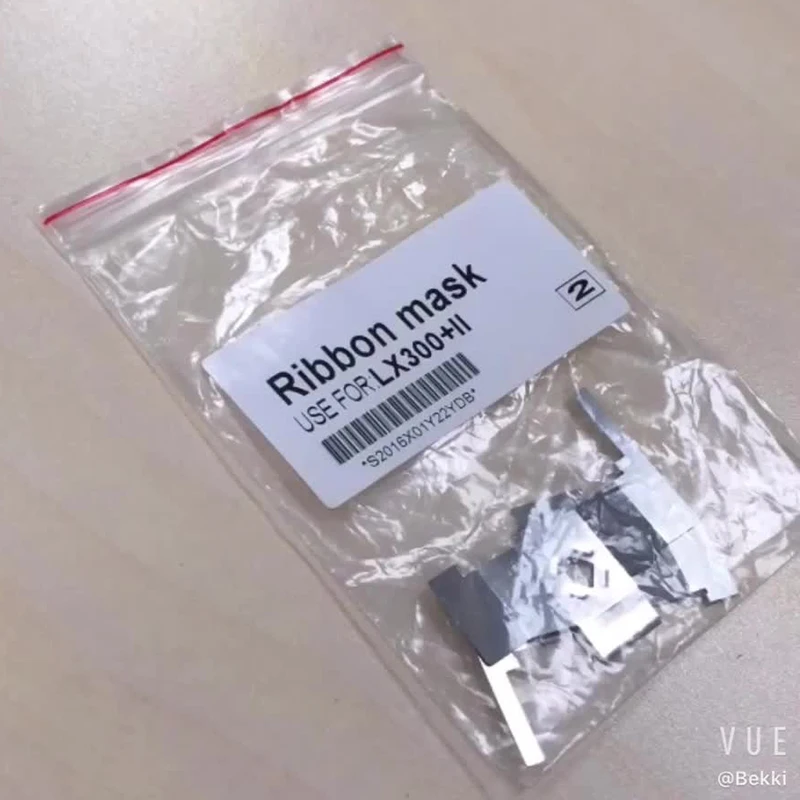 Ribbon mask
2
USE FOR:LX300+II
*S2016X01Y22YDB*
VUE
@Bekki